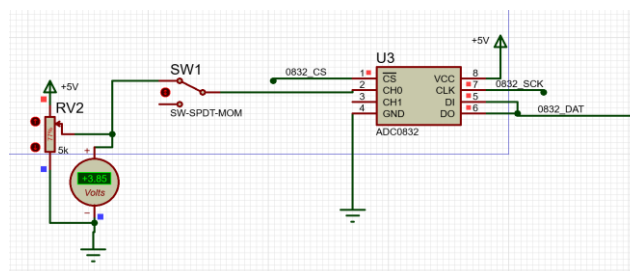 +5V
RV2
77%
5k
+3.85
Volts
+
−
SW1
SW-SPDT-MOM
0832_CS
U3
1
2
3
4
CS
CH0
CH1
GND
VCC
CLK
DI
DO
8
7
5
6
ADC0832
+5V
0832_SCK
0832_DAT